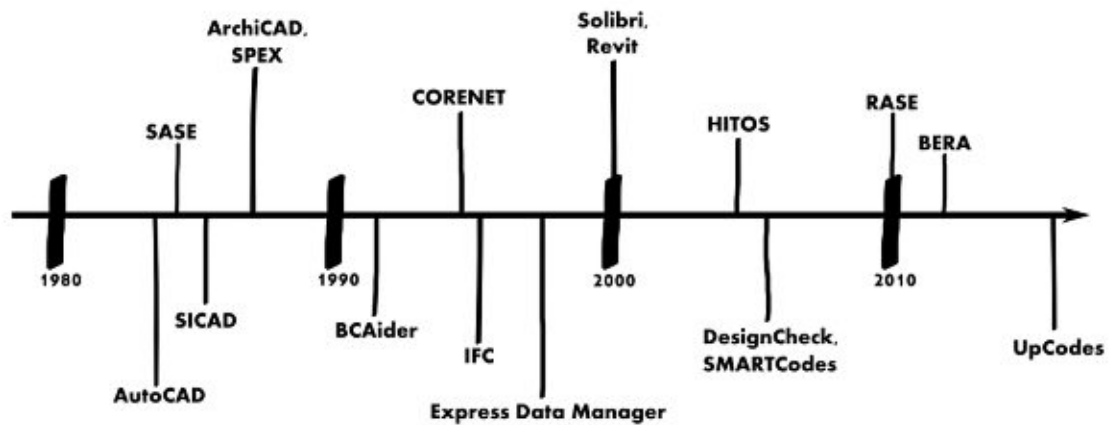 ArchiCAD,
SPEX
Solibri,
Revit
CORENET
RASE
HITOS
SASE
BERA
1980
1990
2000
2010
SICAD
BCAider
DesignCheck,
SMARTCodes
IFC
UpCodes
AutoCAD
Express Data Manager